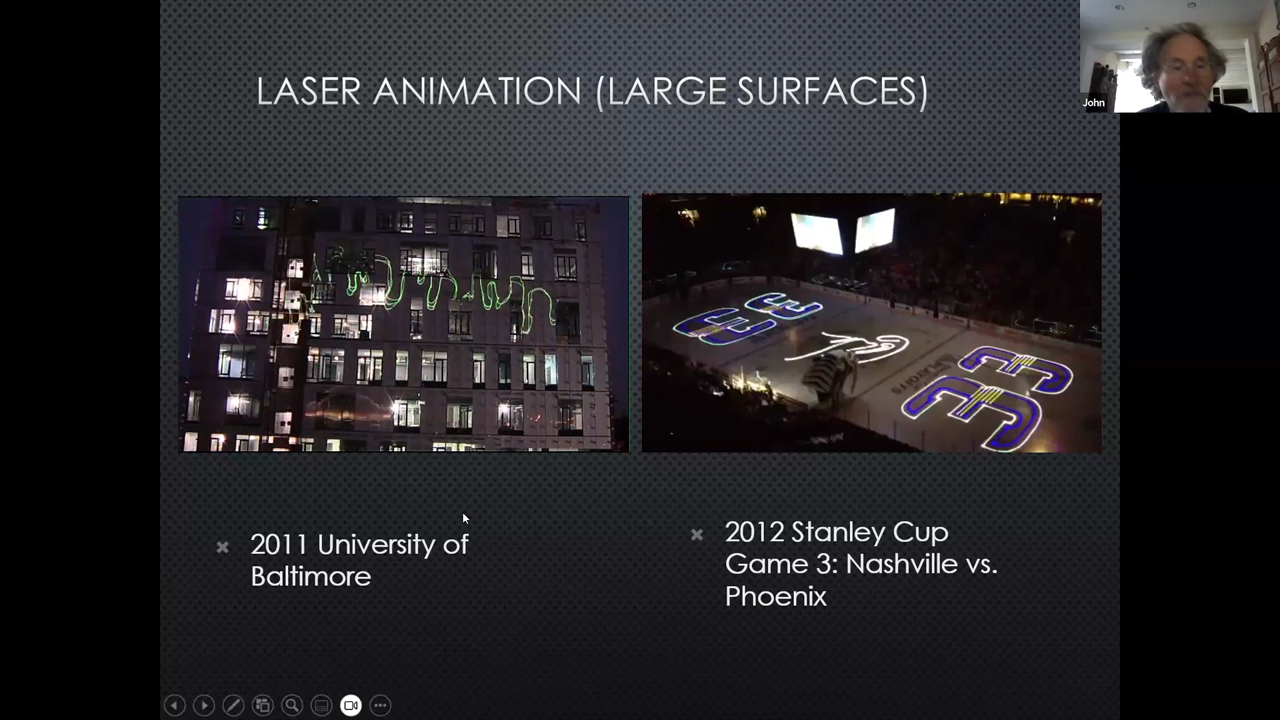 LASER ANIMATION (LARGE SURFACES)
John
2011 University of
Baltimore
2012 Stanley Cup
Game 3: Nashville vs.
Phoenix